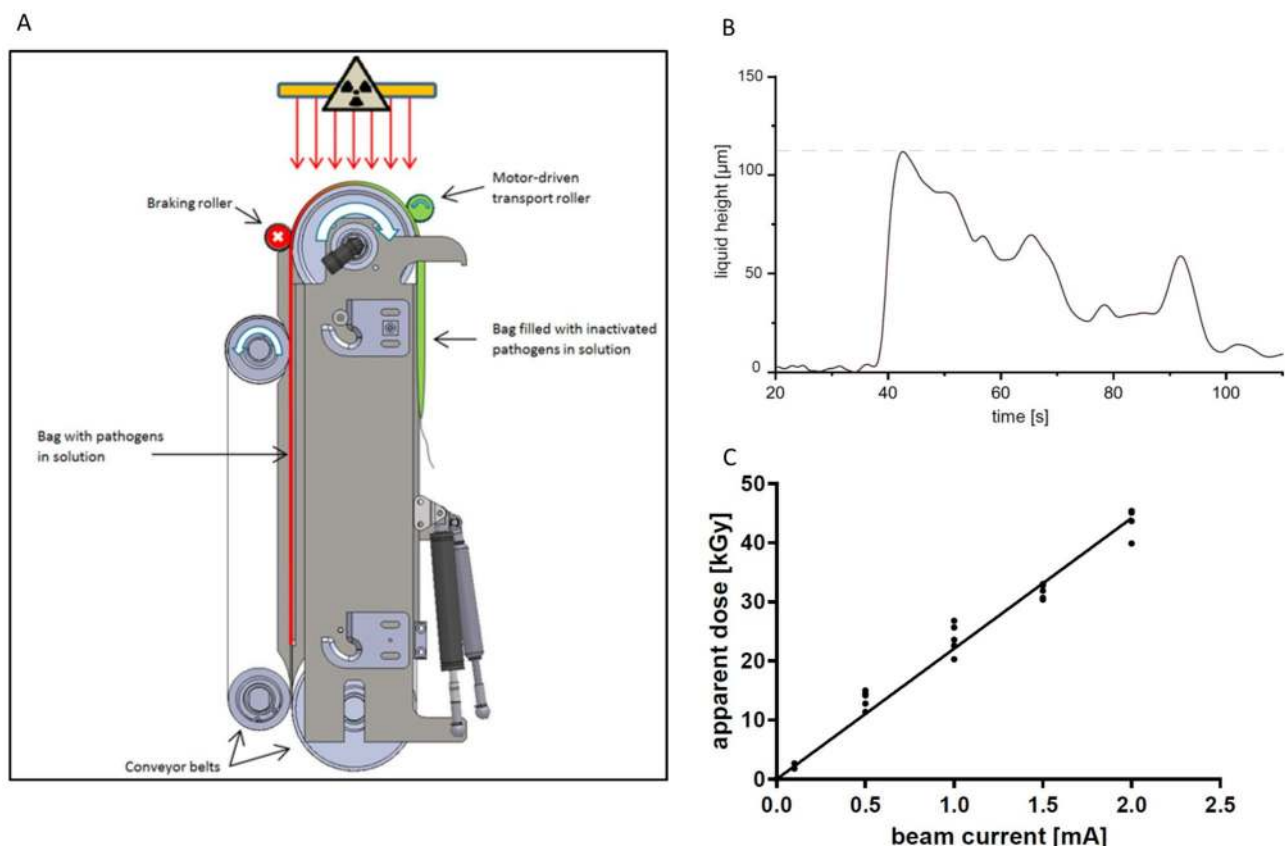 A
Braking roller
Motor-driven
transport roller
Bag filled with inactivated
pathogens in solution
Bag with pathogens
in solution
Conveyor belts
B
150
100
50
0
liquid height [µm]
20 40 60 80 100
time [s]
C
50
40
30
20
10
0
apparent dose [kGy]
0.0 0.5 1.0 1.5 2.0 2.5
beam current [mA]